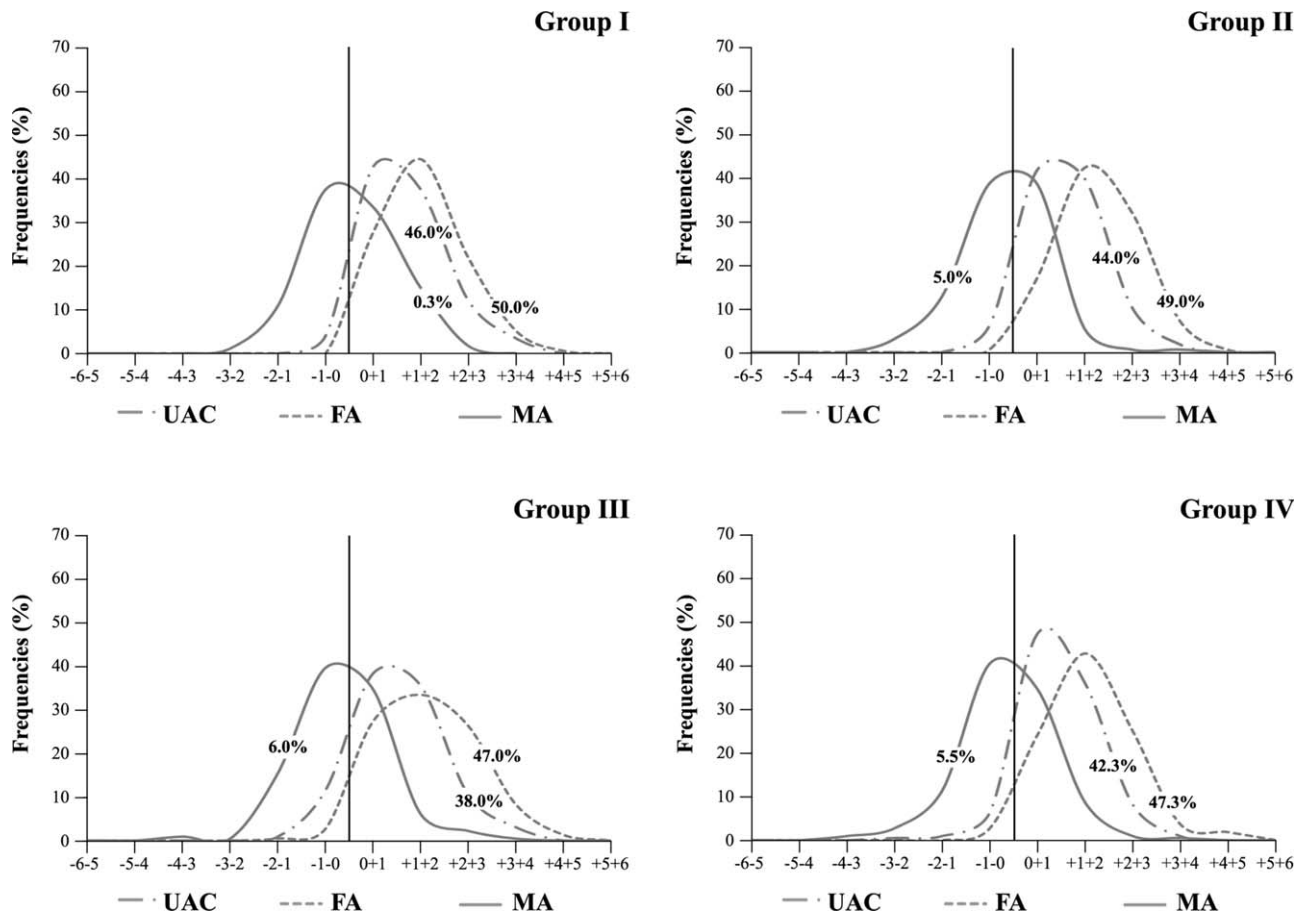 Group I
Frequencies (%)
70
60
50
40
30
20
10
0
46.0%
0.3%
50.0%
-6-5 -5-4 -4-3 -3-2 -2-1 -1-0 0+1 +1+2 +2+3 +3+4 +4+5 +5+6
UAC FA MA
Group II
Frequencies (%)
70
60
50
40
30
20
10
0
5.0%
44.0%
49.0%
-6-5 -5-4 -4-3 -3-2 -2-1 -1-0 0+1 +1+2 +2+3 +3+4 +4+5 +5+6
UAC FA MA
Group III
Frequencies (%)
70
60
50
40
30
20
10
0
6.0%
47.0%
38.0%
-6-5 -5-4 -4-3 -3-2 -2-1 -1-0 0+1 +1+2 +2+3 +3+4 +4+5 +5+6
UAC FA MA
Group IV
Frequencies (%)
70
60
50
40
30
20
10
0
5.5%
42.3%
47.3%
-6-5 -5-4 -4-3 -3-2 -2-1 -1-0 0+1 +1+2 +2+3 +3+4 +4+5 +5+6
UAC FA MA